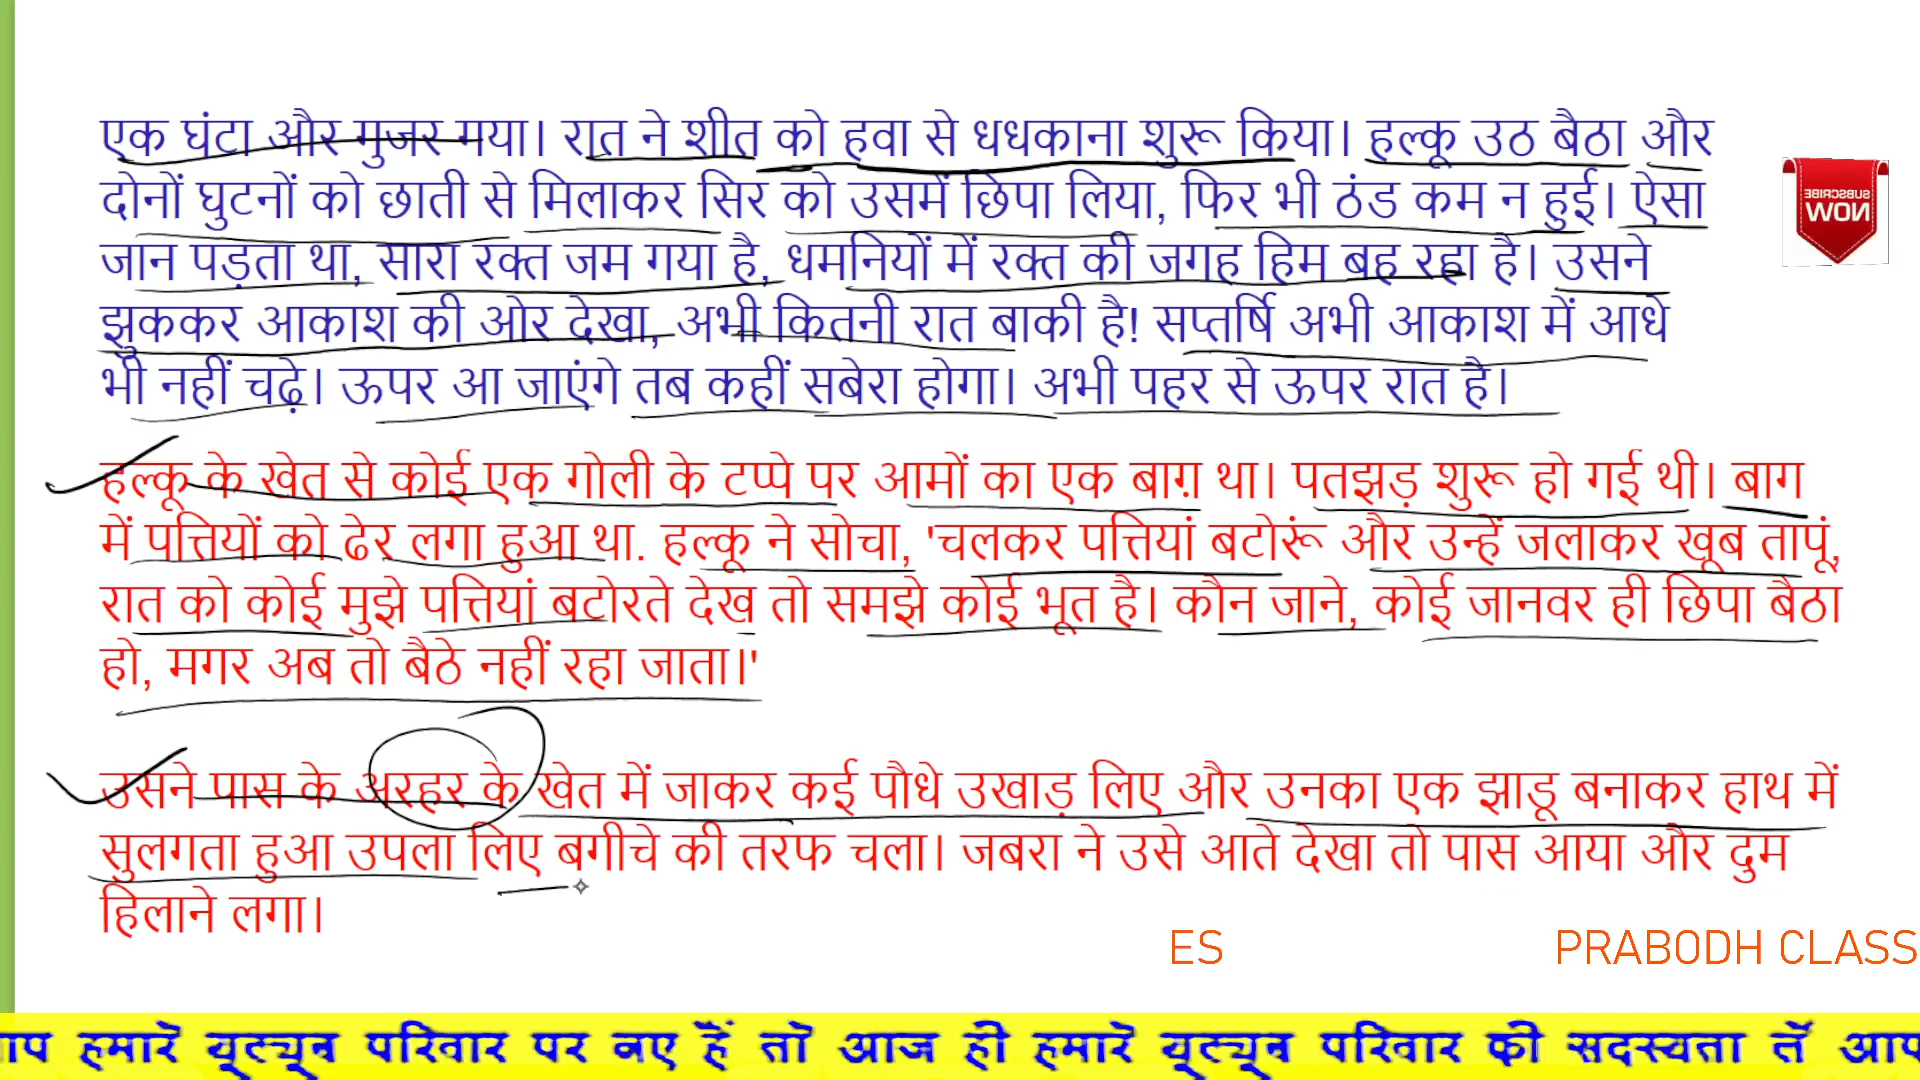 एक घंटा और गुजर गया। रात ने शीत को हवा से धधकाना शुरू किया। हल्कू उठ बैठा और
दोनों घुटनों को छाती से मिलाकर सिर को उसमें छिपा लिया, फिर भी ठंड कम न हुई। ऐसा
जान पड़ता था, सारा रक्त जम गया है, धमनियों में रक्त की जगह हिम बह रहा है। उसने
झुककर आकाश की ओर देखा, अभी कितनी रात बाकी है! सप्तर्षि अभी आकाश में आधे
भी नहीं चढ़े। ऊपर आ जाएंगे तब कहीं सबेरा होगा। अभी पहर से ऊपर रात है।
SUBSCRIBE
NOW
हल्कू के खेत से कोई एक गोली के टप्पे पर आमों का एक बाग़ था। पतझड़ शुरू हो गई थी। बाग
में पत्तियों को ढेर लगा हुआ था. हल्कू ने सोचा, 'चलकर पत्तियां बटोरूं और उन्हें जलाकर खूब तापूं,
रात को कोई मुझे पत्तियां बटोरते देख तो समझे कोई भूत है। कौन जाने, कोई जानवर ही छिपा बैठा
हो, मगर अब तो बैठे नहीं रहा जाता।'
उसने पास के अरहर के खेत में जाकर कई पौधे उखाड़ लिए और उनका एक झाडू बनाकर हाथ में
सुलगता हुआ उपला लिए बगीचे की तरफ चला। जबरा ने उसे आते देखा तो पास आया और दुम
हिलाने लगा।
ES PRABODH CLASS
हमारे यूट्यूब परिवार पर नए हैं तो आज ही हमारे यूट्यूब परिवार की सदस्यता लें आप